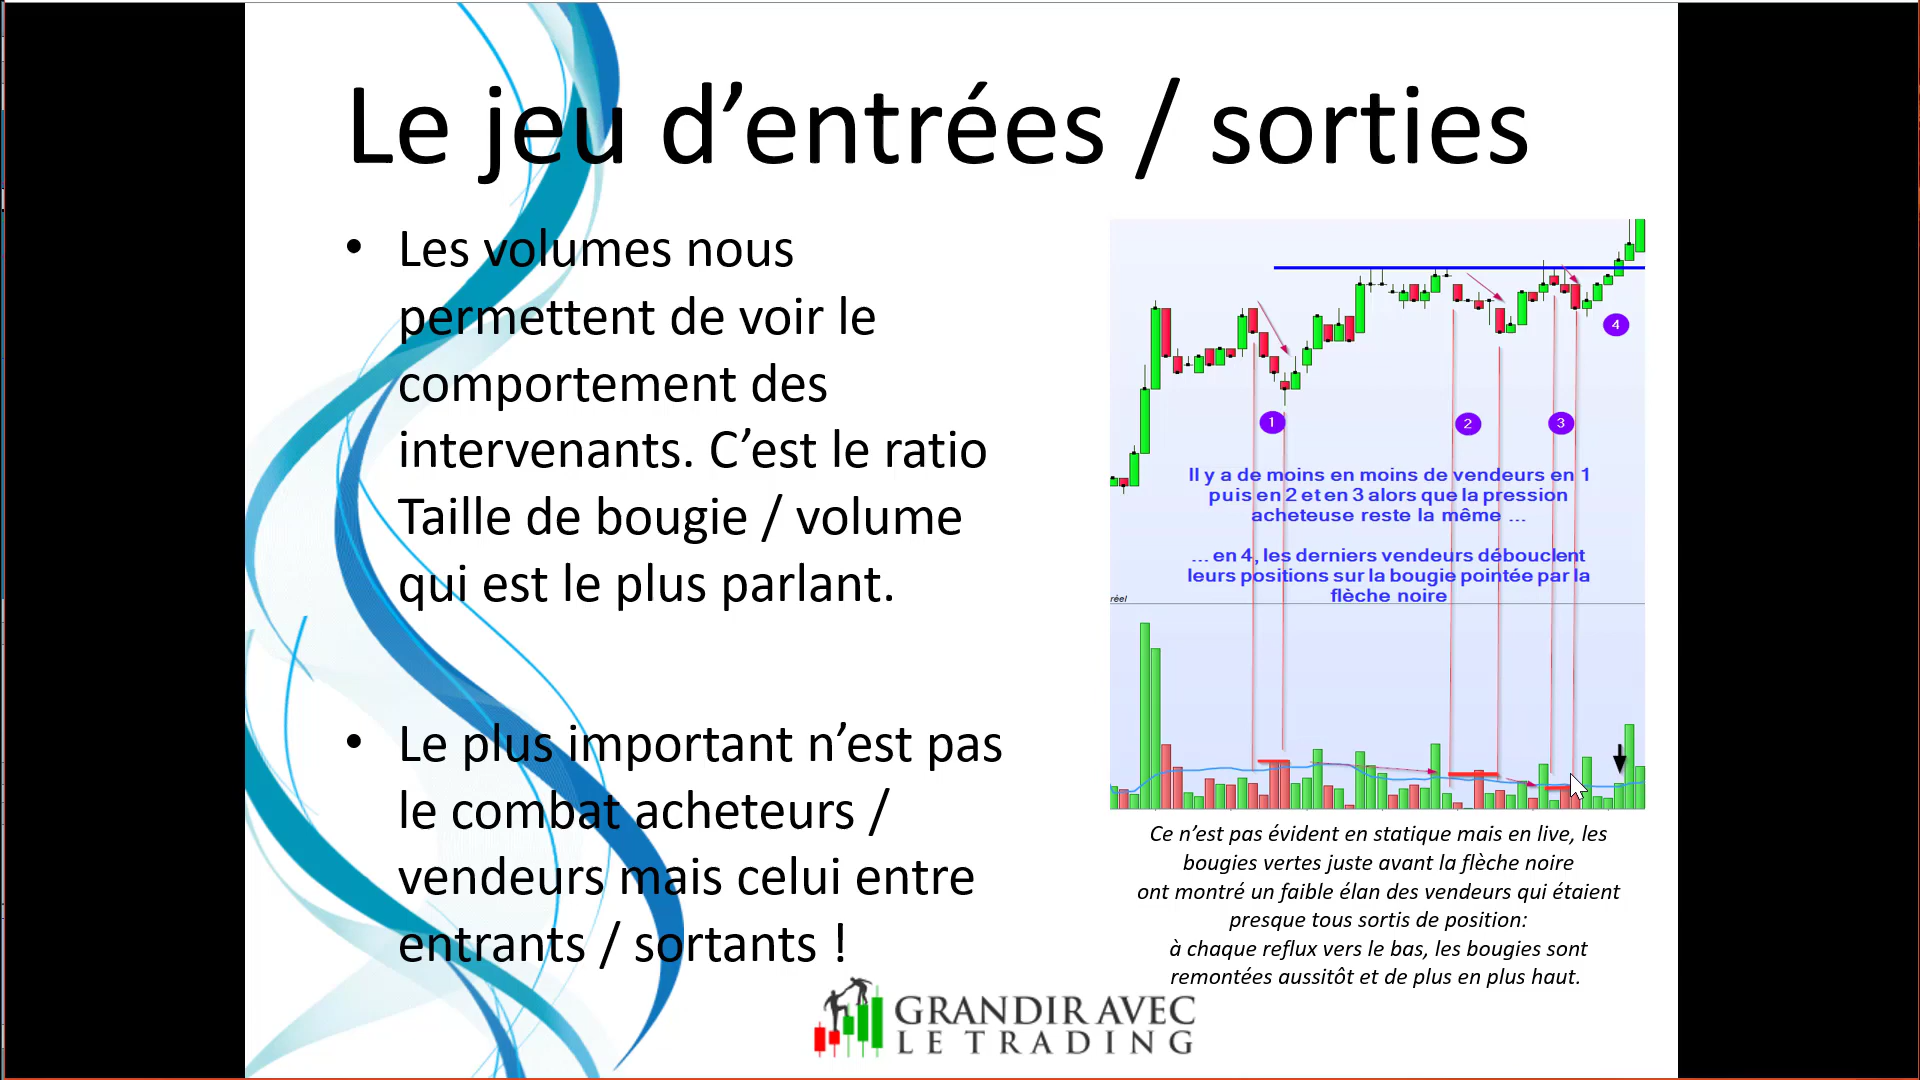 Le jeu d’entrées / sorties
• Les volumes nous
permettent de voir le
comportement des
intervenants. C’est le ratio
Taille de bougie / volume
qui est le plus parlant.
• Le plus important n’est pas
le combat acheteurs /
vendeurs mais celui entre
entrants / sortants !
4
1
2
3
Il y a de moins en moins de vendeurs en 1
puis en 2 et en 3 alors que la pression
acheteuse reste la même ...
... en 4, les derniers vendeurs débouclent
leurs positions sur la bougie pointée par la
flèche noire
réel
Ce n’est pas évident en statique mais en live, les
bougies vertes juste avant la flèche noire
ont montré un faible élan des vendeurs qui étaient
presque tous sortis de position:
à chaque reflux vers le bas, les bougies sont
remontées aussitôt et de plus en plus haut.
GRANDIR AVEC
LE TRADING